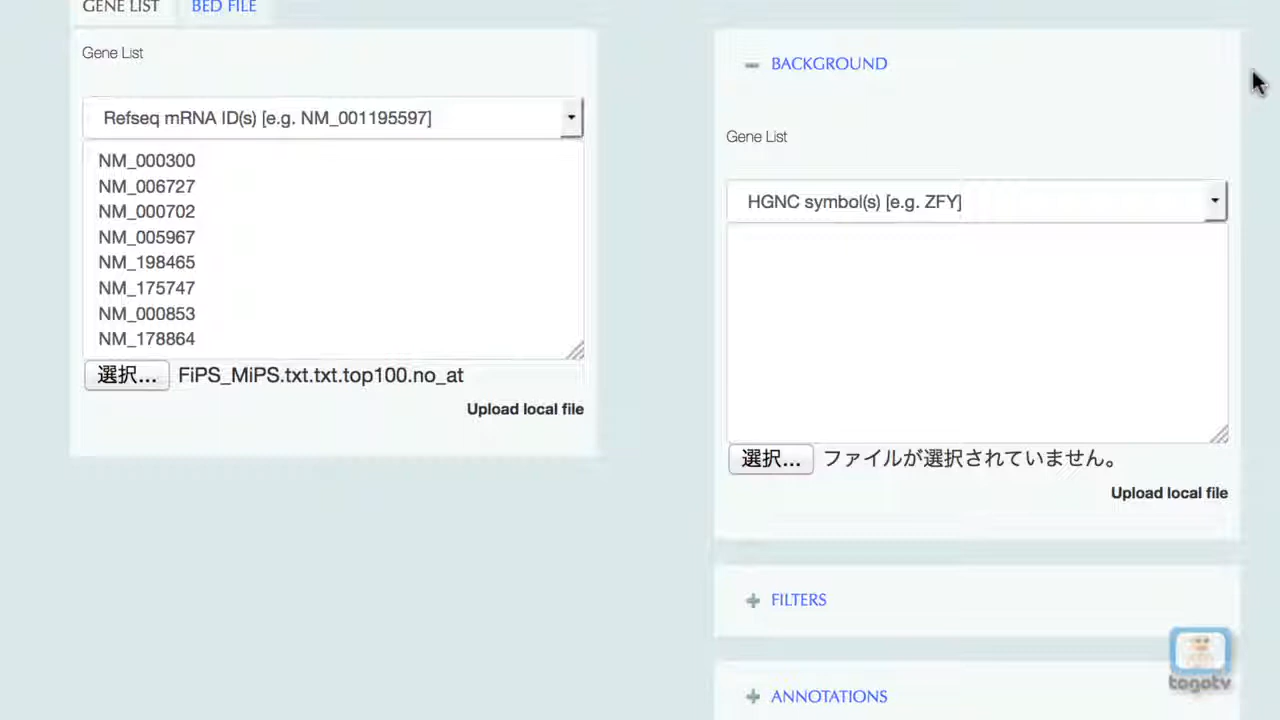 GENE LIST
BED FILE
Gene List
Refseq mRNA ID(s) [e.g. NM_001195597]
NM_000300
NM_006727
NM_000702
NM_005967
NM_198465
NM_175747
NM_000853
NM_178864
選択... FiPS_MiPS.txt.txt.top100.no_at
Upload local file
BACKGROUND
Gene List
HGNC symbol(s) [e.g. ZFY]
選択... ファイルが選択されていません。
Upload local file
FILTERS
ANNOTATIONS
togotv